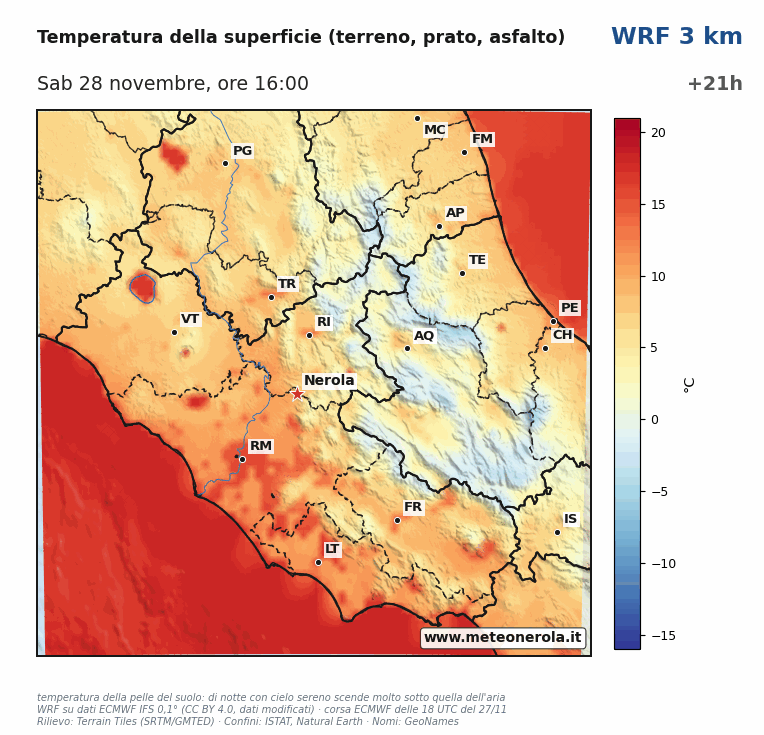 Temperatura della superficie (terreno, prato, asfalto)
WRF 3 km
Sab 28 novembre, ore 16:00
+21h
MC
FM
PG
AP
TE
TR
PE
VT
RI
AQ
CH
Nerola
RM
FR
IS
LT
www.meteonerola.it
20
15
10
5
0
−5
−10
−15
°C
temperatura della pelle del suolo: di notte con cielo sereno scende molto sotto quella dell'aria
WRF su dati ECMWF IFS 0,1° (CC BY 4.0, dati modificati) · corsa ECMWF delle 18 UTC del 27/11
Rilievo: Terrain Tiles (SRTM/GMTED) · Confini: ISTAT, Natural Earth · Nomi: GeoNames